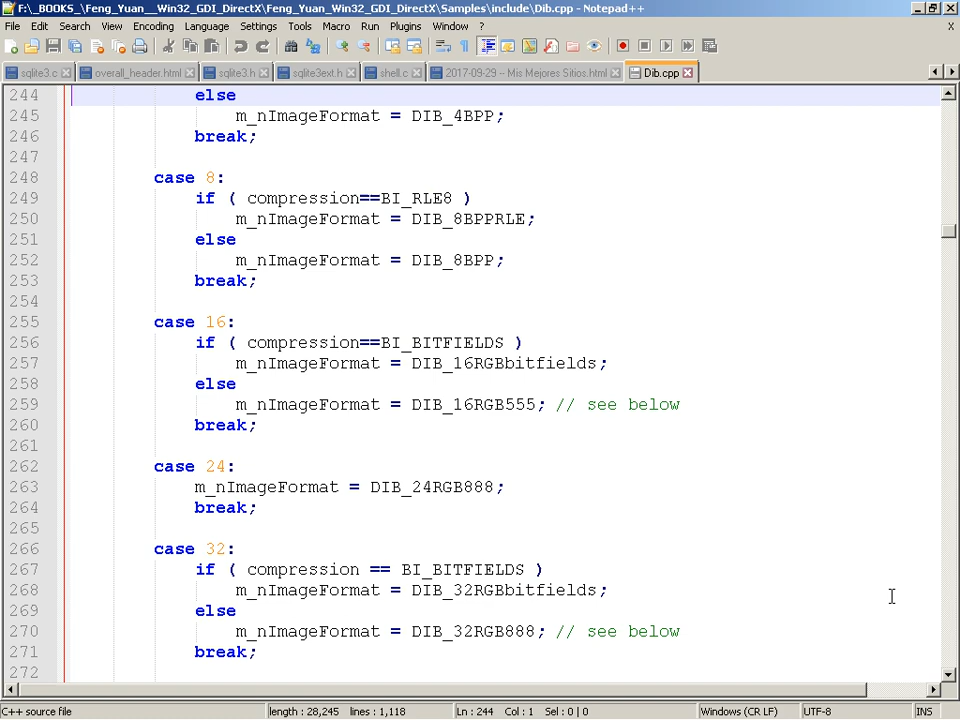 F:\_BOOKS_\Feng_Yuan__Win32_GDI_DirectX\Feng_Yuan_Win32_GDI_DirectX\Samples\include\Dib.cpp - Notepad++
File Edit Search View Encoding Language Settings Tools Macro Run Plugins Window ? X
sqlite3.c overall_header.html sqlite3.h sqlite3ext.h shell.c 2017-09-29 -- Mis Mejores Sitios.html Dib.cpp
244 else
245 m_nImageFormat = DIB_4BPP;
246 break;
247
248 case 8:
249 if ( compression==BI_RLE8 )
250 m_nImageFormat = DIB_8BPPRLE;
251 else
252 m_nImageFormat = DIB_8BPP;
253 break;
254
255 case 16:
256 if ( compression==BI_BITFIELDS )
257 m_nImageFormat = DIB_16RGBbitfields;
258 else
259 m_nImageFormat = DIB_16RGB555; // see below
260 break;
261
262 case 24:
263 m_nImageFormat = DIB_24RGB888;
264 break;
265
266 case 32:
267 if ( compression == BI_BITFIELDS )
268 m_nImageFormat = DIB_32RGBbitfields;
269 else
270 m_nImageFormat = DIB_32RGB888; // see below
271 break;
272
C++ source file length : 28,245 lines : 1,118 Ln : 244 Col : 1 Sel : 0 | 0 Windows (CR LF) UTF-8 INS